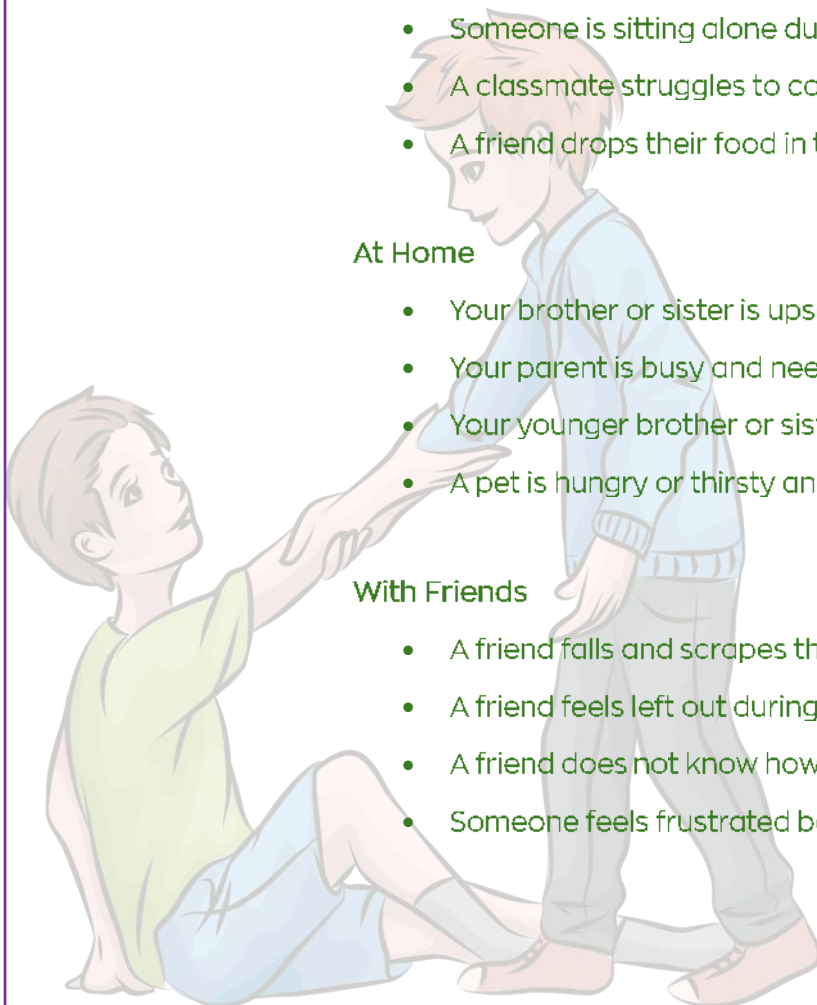 Someone is sitting alone du
A classmate struggles to ca
A friend drops their food in t
At Home
Your brother or sister is ups
Your parent is busy and nee
Your younger brother or sist
A pet is hungry or thirsty an
With Friends
A friend falls and scrapes th
A friend feels left out during
A friend does not know how
Someone feels frustrated be